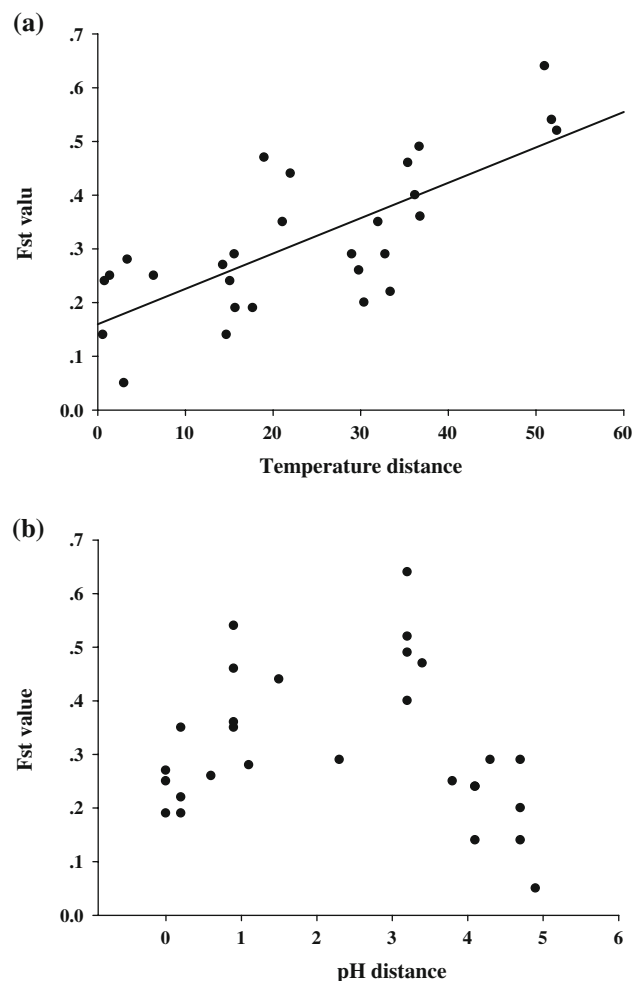 (a)
.7
.6
.5
.4
.3
.2
.1
0.0
Fst valu
0 10 20 30 40 50 60
Temperature distance
(b)
.7
.6
.5
.4
.3
.2
.1
0.0
Fst value
0 1 2 3 4 5 6
pH distance